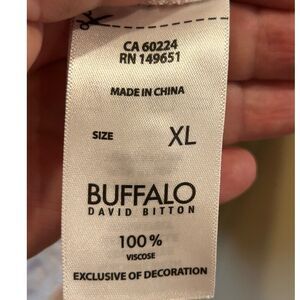 CA 60224
RN 149651
MADE IN CHINA
SIZE XL
BUFFALO
DAVID BITTON
100%
VISCOSE
EXCLUSIVE OF DECORATION